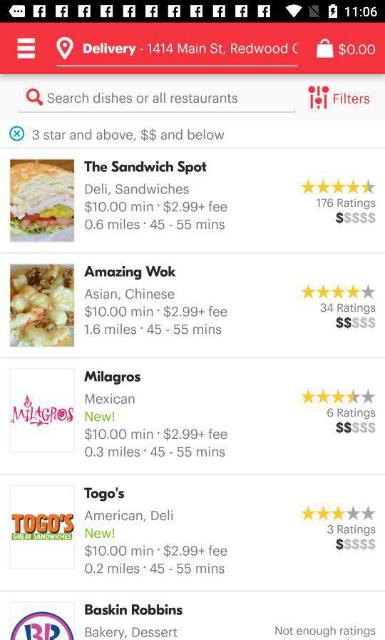 11:06
Delivery - 1414 Main St, Redwood C
$0.00
Search dishes or all restaurants
Filters
3 star and above, $$ and below
The Sandwich Spot
Deli, Sandwiches
$10.00 min · $2.99+ fee
0.6 miles · 45 - 55 mins
176 Ratings
$$$$$
Amazing Wok
Asian, Chinese
$10.00 min · $2.99+ fee
1.6 miles · 45 - 55 mins
34 Ratings
$$$$$
Milagros
Mexican
New!
$10.00 min · $2.99+ fee
0.3 miles · 45 - 55 mins
MiLAGROS
6 Ratings
$$$$$
Togo's
American, Deli
New!
$10.00 min · $2.99+ fee
0.2 miles · 45 - 55 mins
TOGO'S
GREAT SANDWICHES
3 Ratings
$$$$$
Baskin Robbins
Bakery, Dessert
BR
Not enough ratings